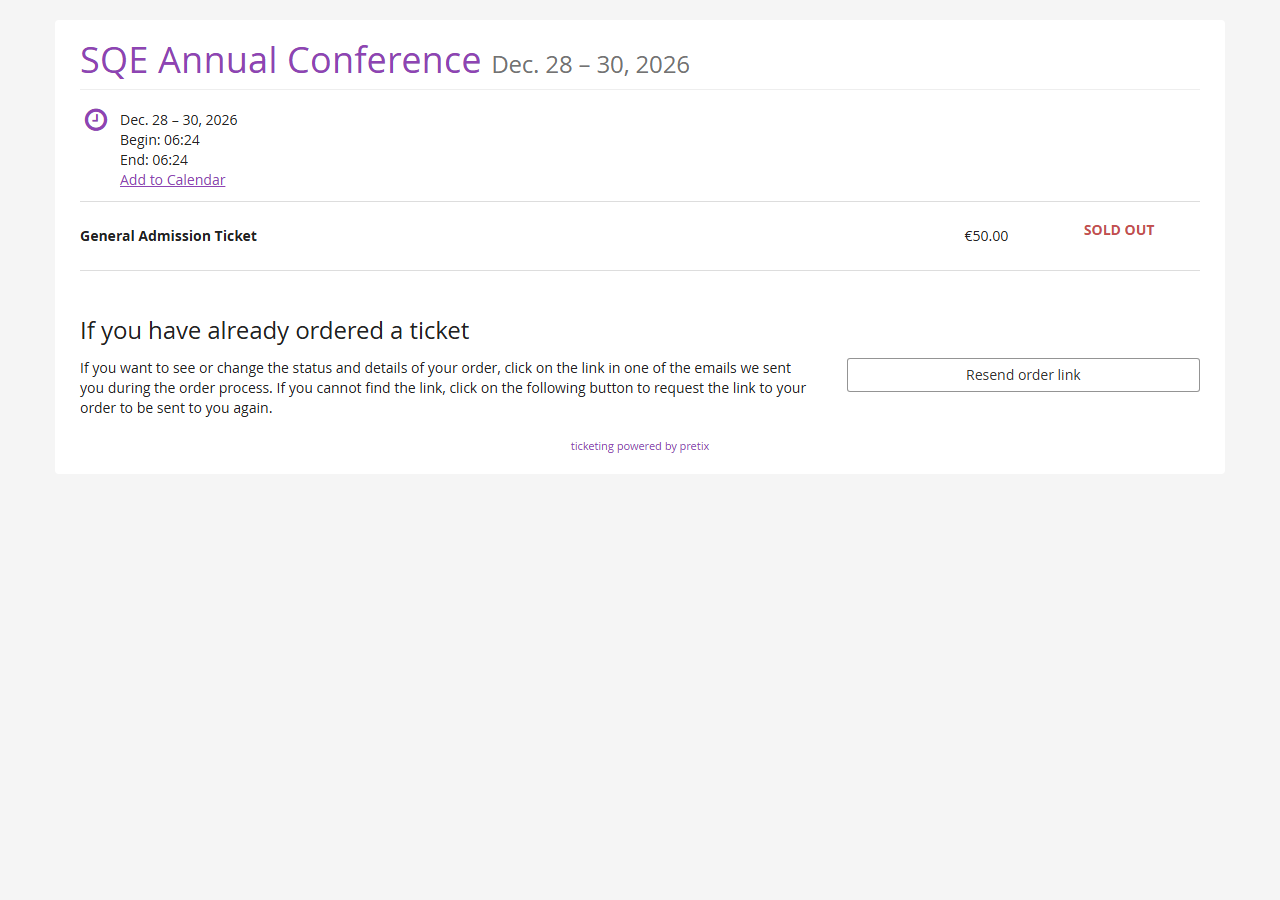 SQE Annual Conference Dec. 28 – 30, 2026
Dec. 28 – 30, 2026
Begin: 06:24
End: 06:24
Add to Calendar
General Admission Ticket €50.00 SOLD OUT
If you have already ordered a ticket
If you want to see or change the status and details of your order, click on the link in one of the emails we sent
you during the order process. If you cannot find the link, click on the following button to request the link to your
order to be sent to you again.
Resend order link
ticketing powered by pretix